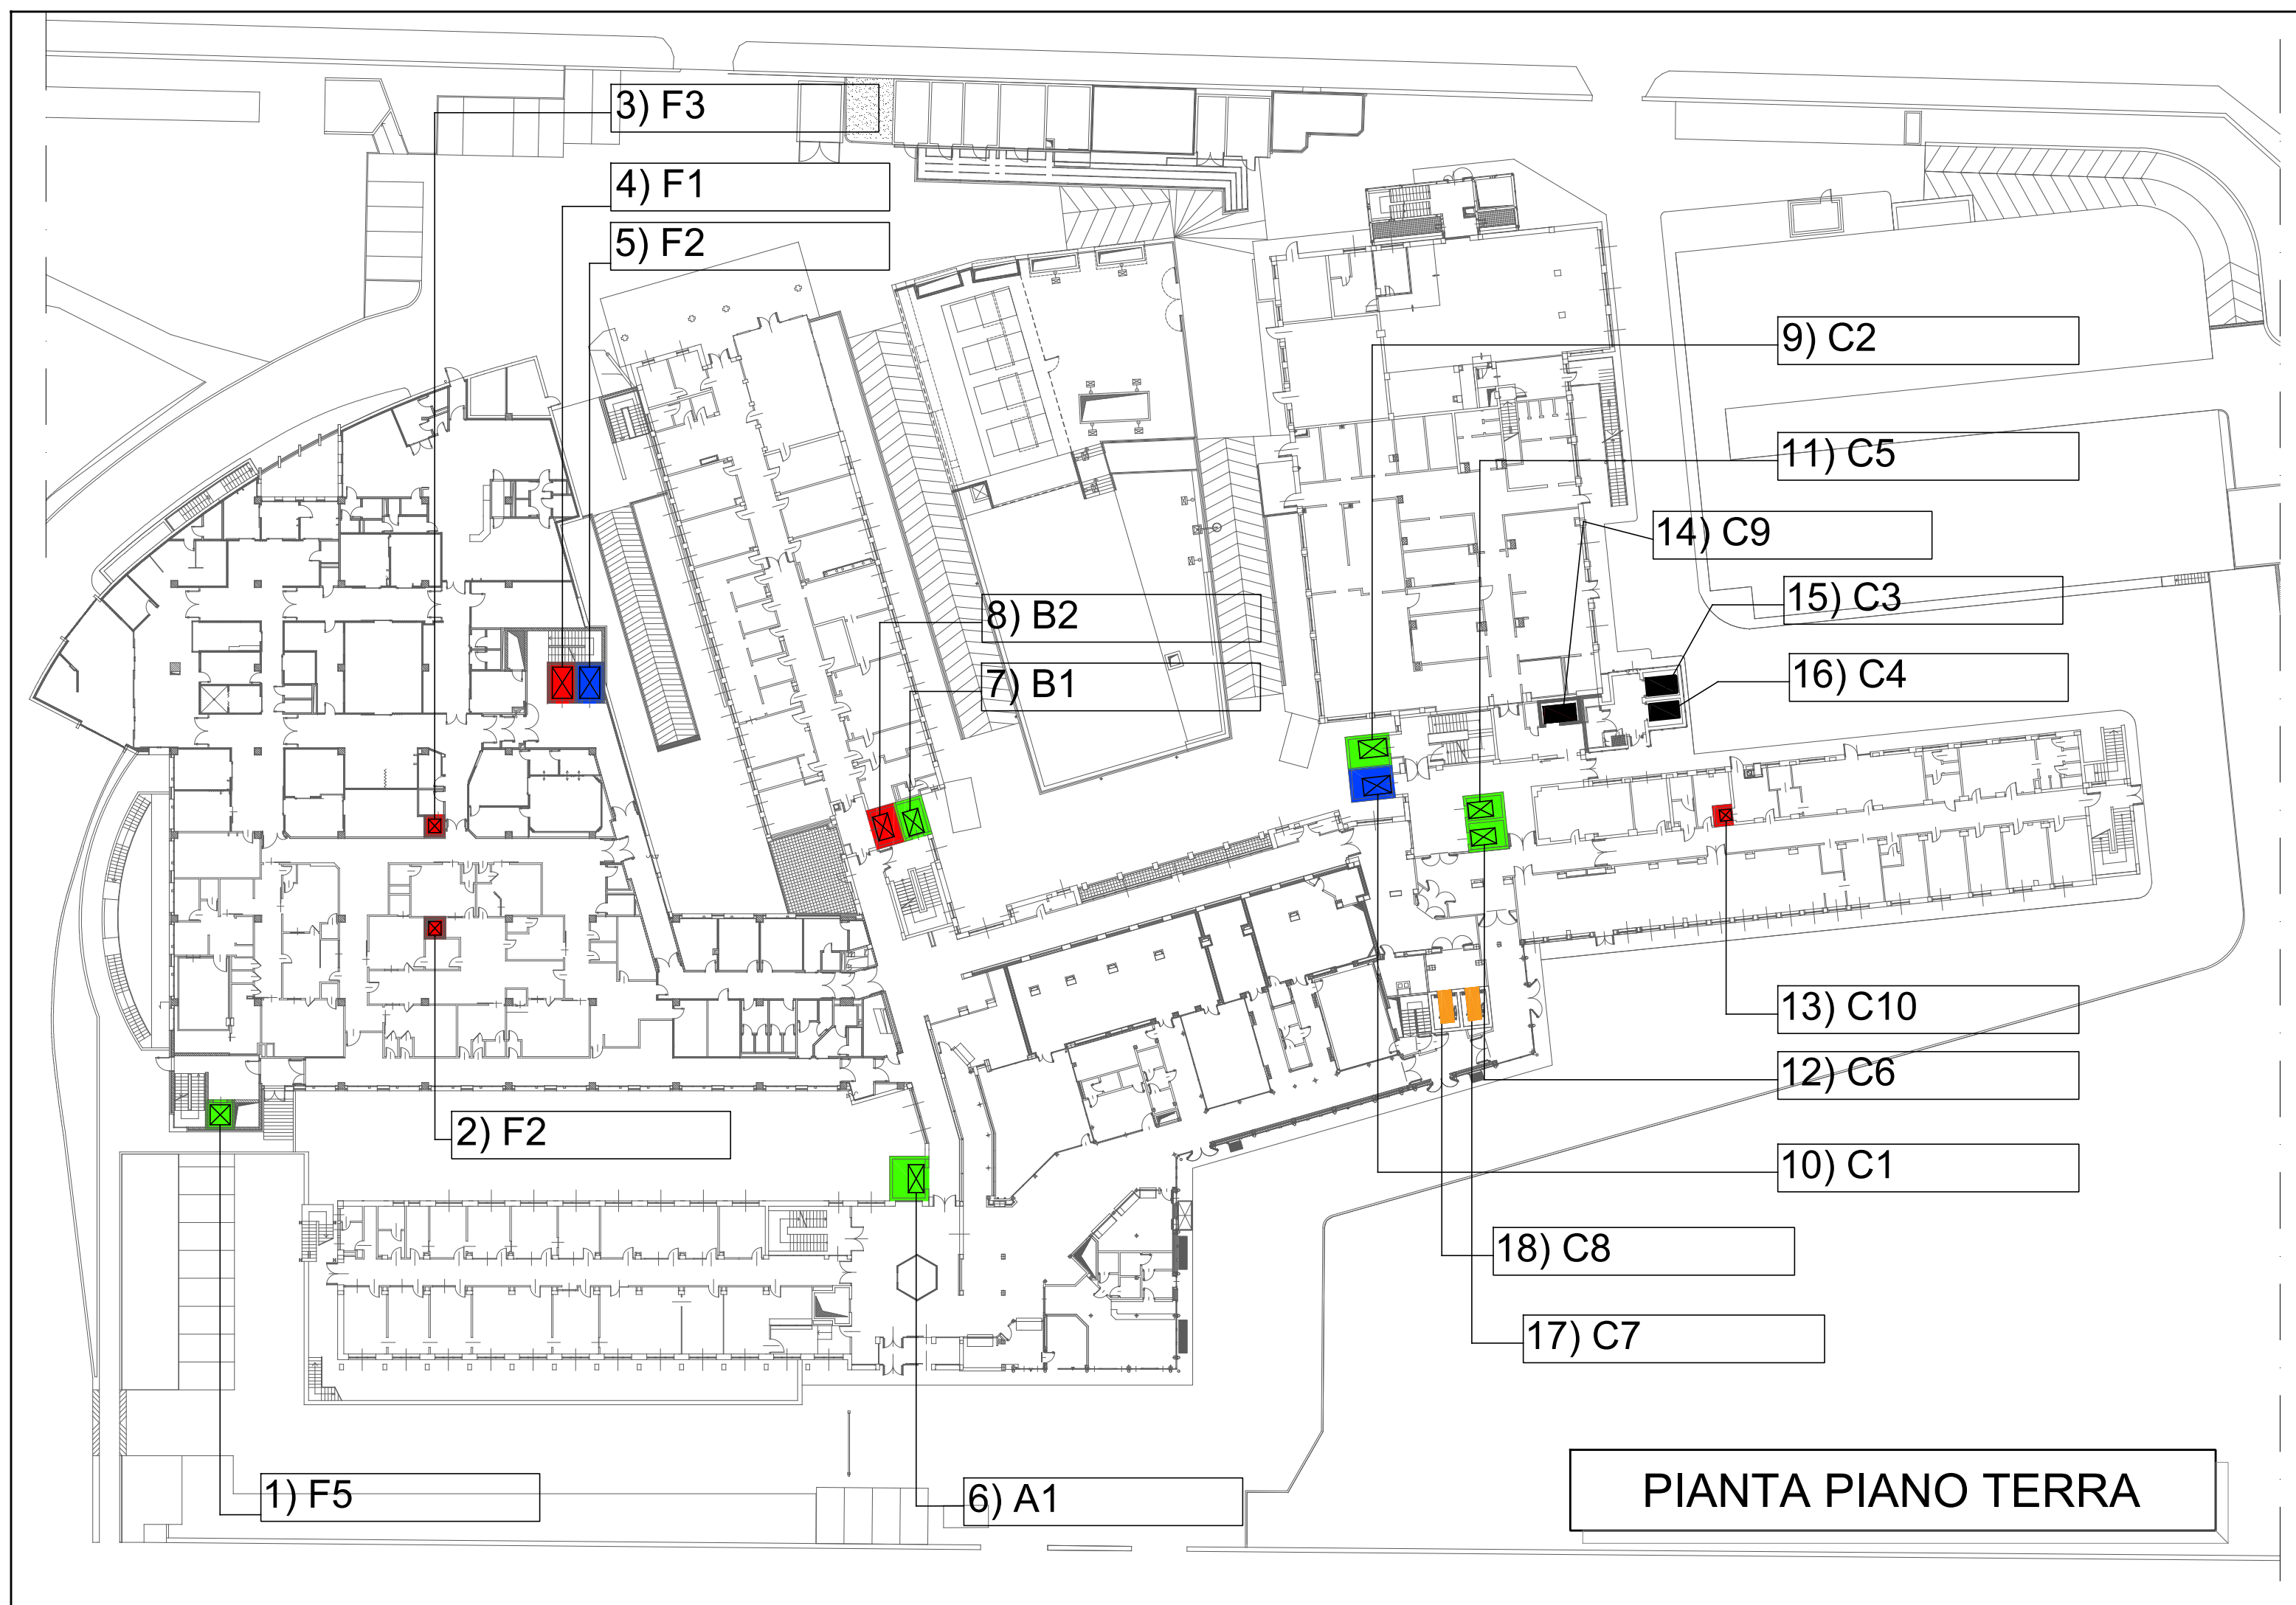 3) F3
4) F1
5) F2
9) C2
11) C5
14) C9
15) C3
8) B2
16) C4
7) B1
13) C10
12) C6
2) F2
10) C1
18) C8
17) C7
1) F5
6) A1
PIANTA PIANO TERRA